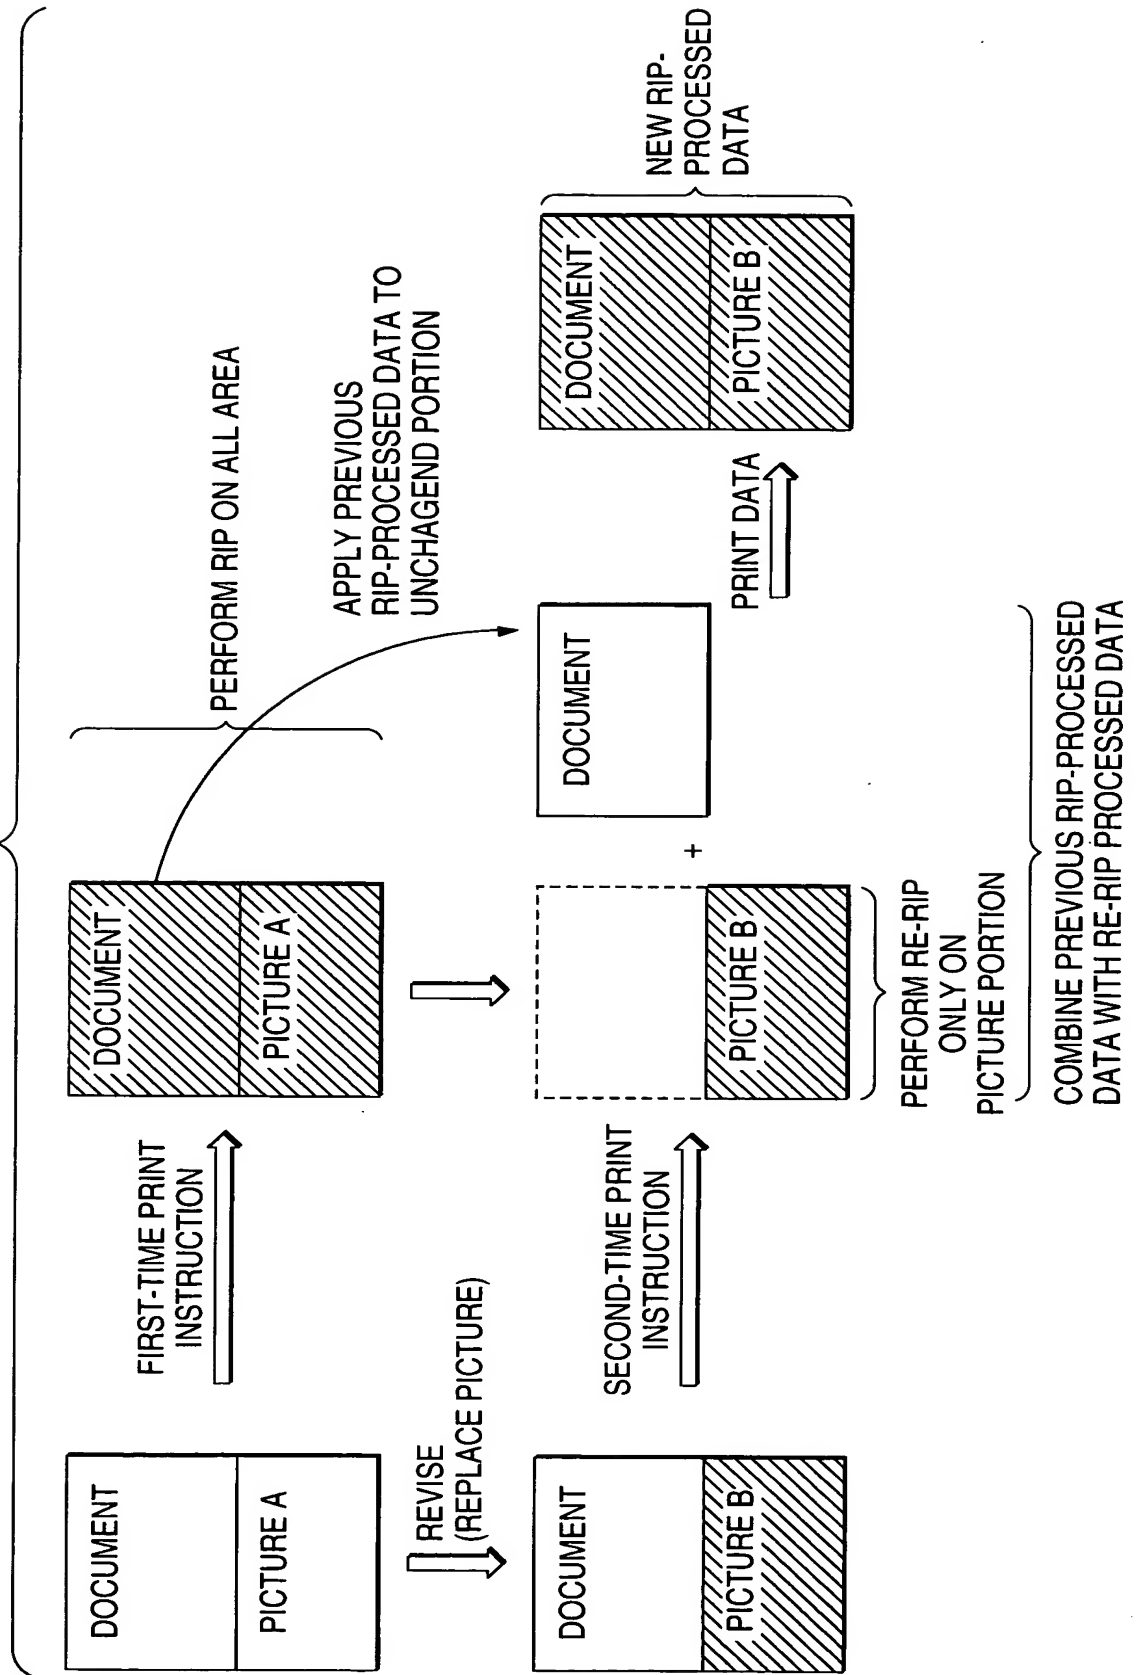 DOCUMENT
PICTURE A
FIRST-TIME PRINT
INSTRUCTION
DOCUMENT
PICTURE A
PERFORM RIP ON ALL AREA
REVISE
(REPLACE PICTURE)
APPLY PREVIOUS
RIP-PROCESSED DATA TO
UNCHAGEND PORTION
DOCUMENT
PICTURE B
SECOND-TIME PRINT
INSTRUCTION
PICTURE B
+
DOCUMENT
PRINT DATA
DOCUMENT
PICTURE B
NEW RIP-
PROCESSED
DATA
PERFORM RE-RIP
ONLY ON
PICTURE PORTION
COMBINE PREVIOUS RIP-PROCESSED
DATA WITH RE-RIP PROCESSED DATA